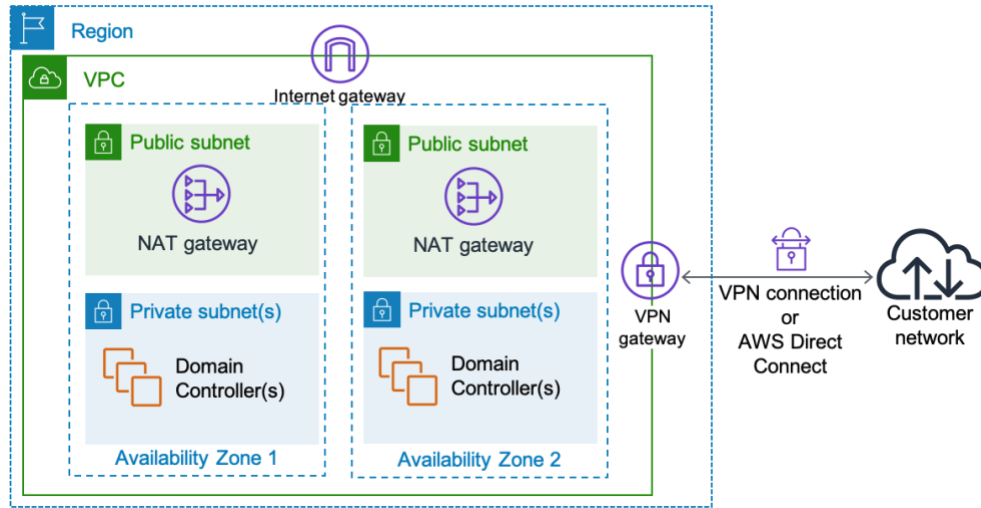 Region
VPC
Internet gateway
Public subnet
NAT gateway
Private subnet(s)
Domain
Controller(s)
Availability Zone 1
Public subnet
NAT gateway
Private subnet(s)
Domain
Controller(s)
Availability Zone 2
VPN
gateway
VPN connection
or
AWS Direct
Connect
Customer
network